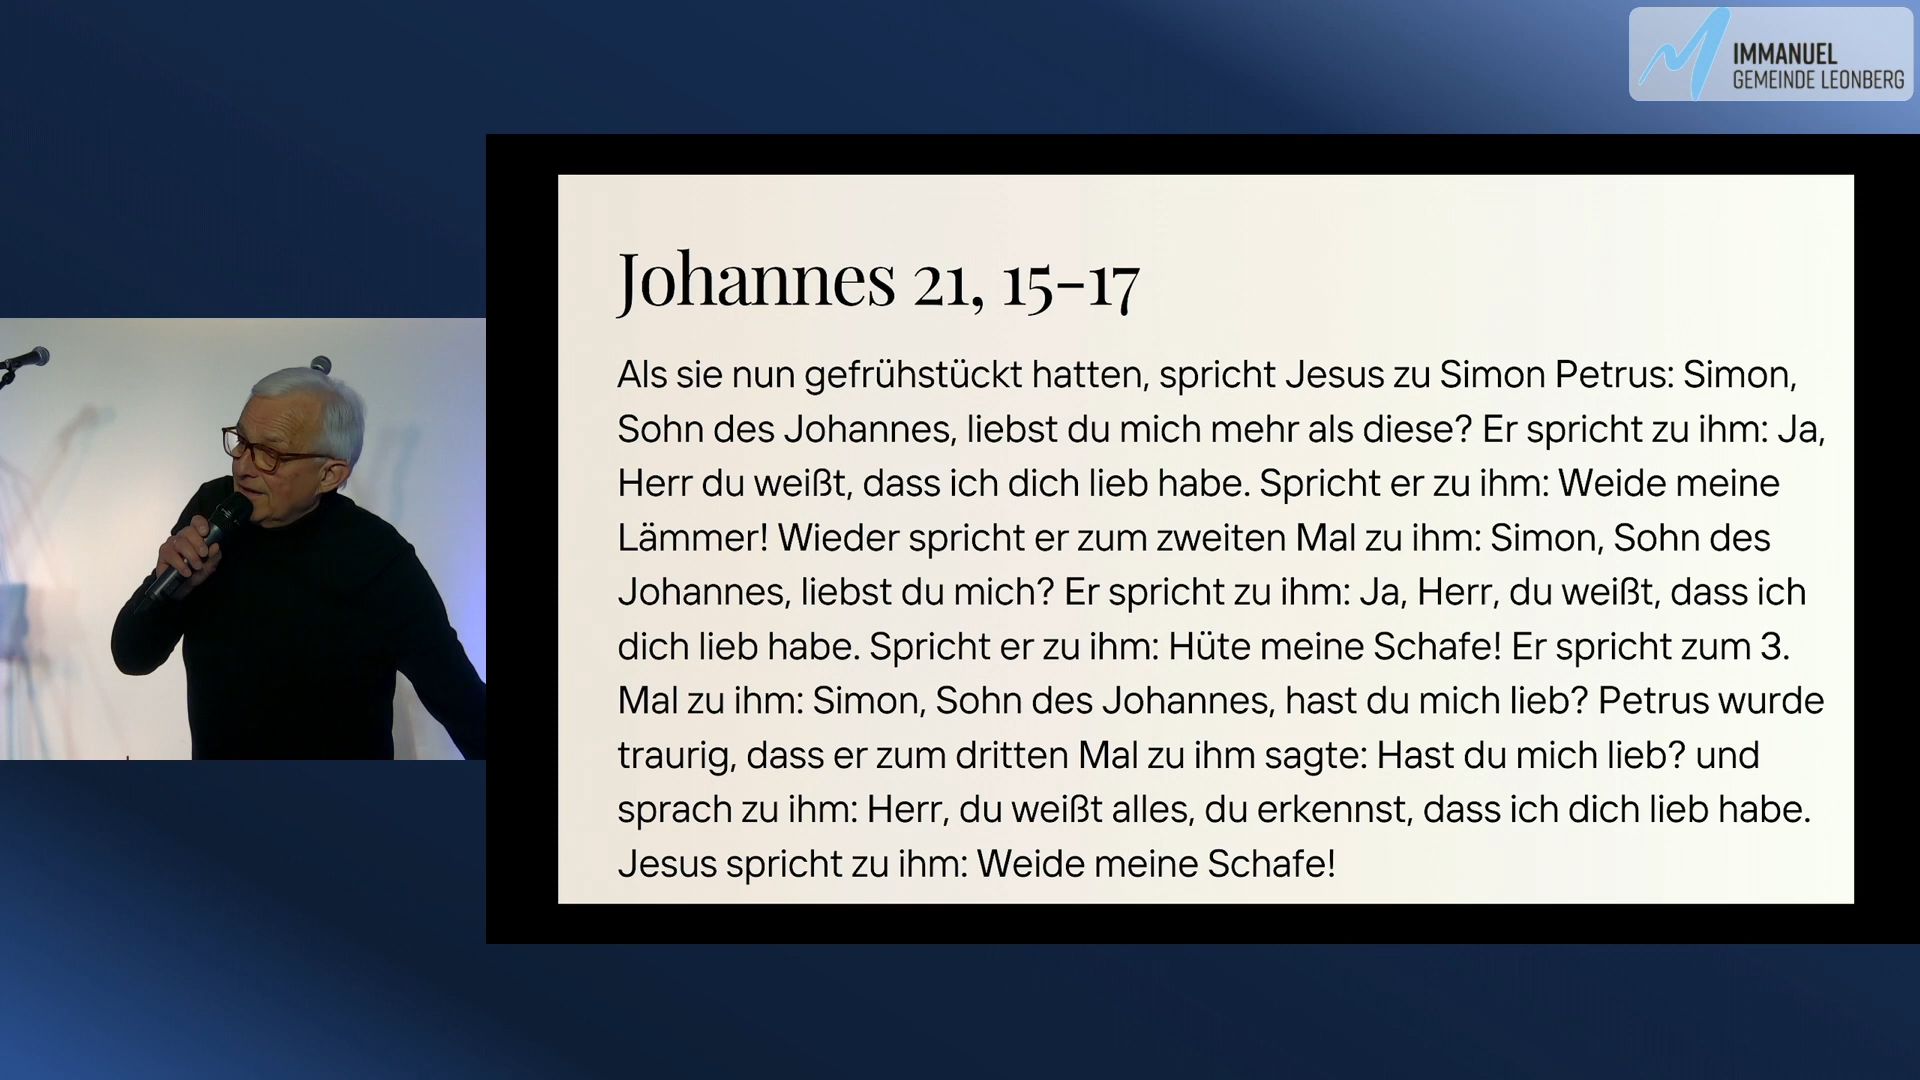 IMMANUEL
GEMEINDE LEONBERG
Johannes 21, 15-17
Als sie nun gefrühstückt hatten, spricht Jesus zu Simon Petrus: Simon,
Sohn des Johannes, liebst du mich mehr als diese? Er spricht zu ihm: Ja,
Herr du weißt, dass ich dich lieb habe. Spricht er zu ihm: Weide meine
Lämmer! Wieder spricht er zum zweiten Mal zu ihm: Simon, Sohn des
Johannes, liebst du mich? Er spricht zu ihm: Ja, Herr, du weißt, dass ich
dich lieb habe. Spricht er zu ihm: Hüte meine Schafe! Er spricht zum 3.
Mal zu ihm: Simon, Sohn des Johannes, hast du mich lieb? Petrus wurde
traurig, dass er zum dritten Mal zu ihm sagte: Hast du mich lieb? und
sprach zu ihm: Herr, du weißt alles, du erkennst, dass ich dich lieb habe.
Jesus spricht zu ihm: Weide meine Schafe!